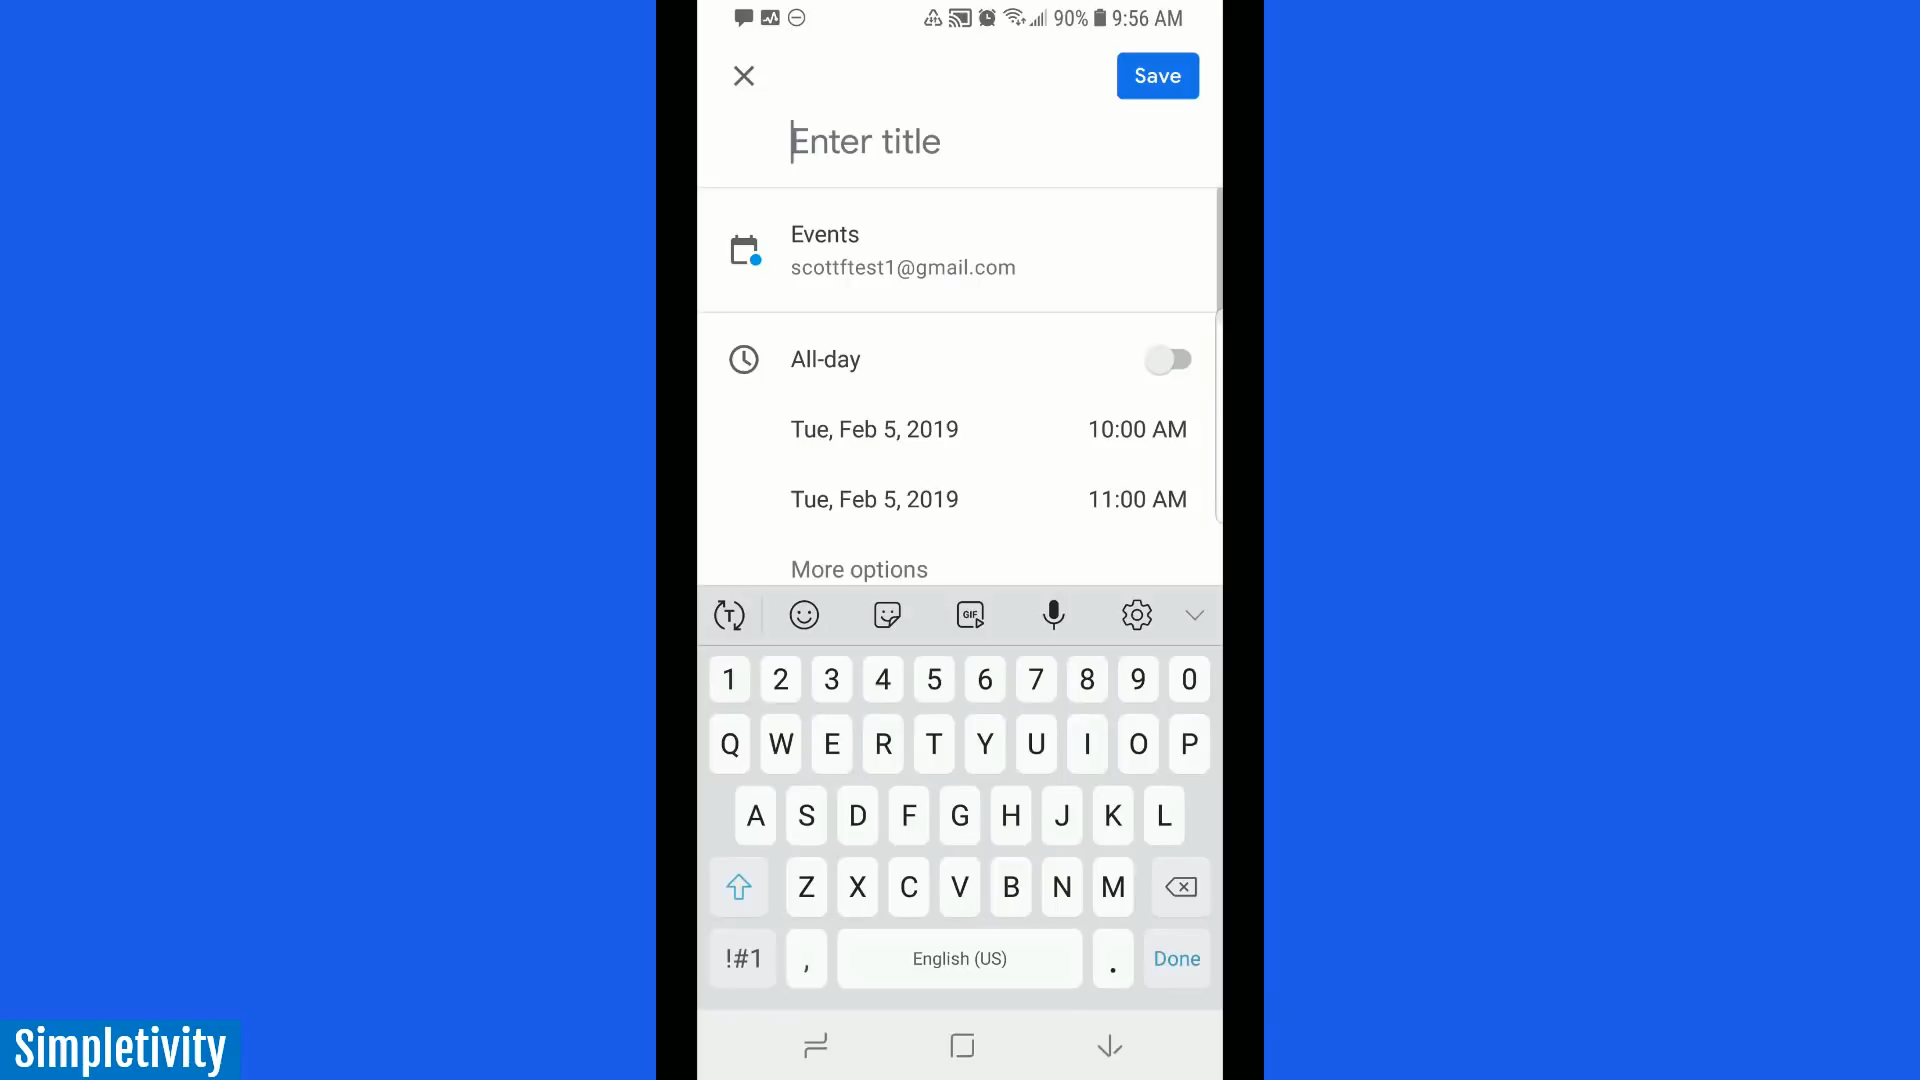 90% 9:56 AM
Save
Enter title
Events
scottftest1@gmail.com
All-day
Tue, Feb 5, 2019 10:00 AM
Tue, Feb 5, 2019 11:00 AM
More options
T GIF
1 2 3 4 5 6 7 8 9 0
Q W E R T Y U I O P
A S D F G H J K L
Z X C V B N M
!#1 , English (US) . Done
Simpletivity